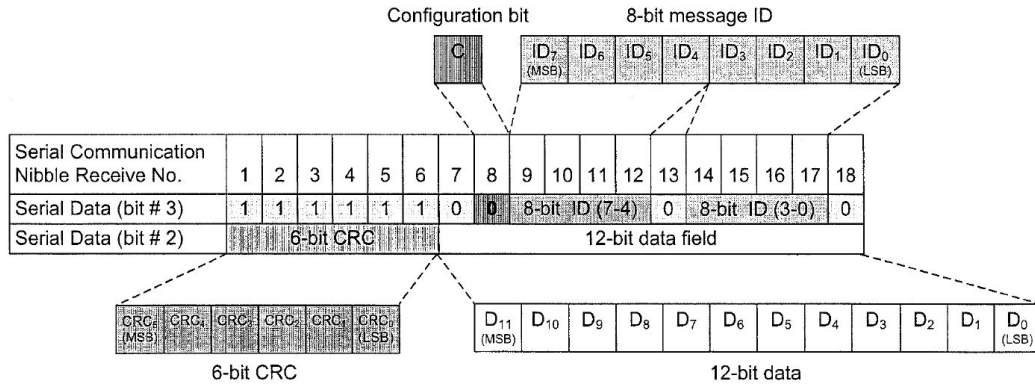 Configuration bit 8-bit message ID
C ID7 ID6 ID5 ID4 ID3 ID2 ID1 ID0
(MSB) (LSB)
Serial Communication
Nibble Receive No. 1 2 3 4 5 6 7 8 9 10 11 12 13 14 15 16 17 18
Serial Data (bit # 3) 1 1 1 1 1 1 0 0 8-bit ID (7-4) 0 8-bit ID (3-0) 0
Serial Data (bit # 2) 6-bit CRC 12-bit data field
CRC5 CRC4 CRC3 CRC2 CRC1 CRC0 D11 D10 D9 D8 D7 D6 D5 D4 D3 D2 D1 D0
(MSB) (LSB) (MSB) (LSB)
6-bit CRC 12-bit data